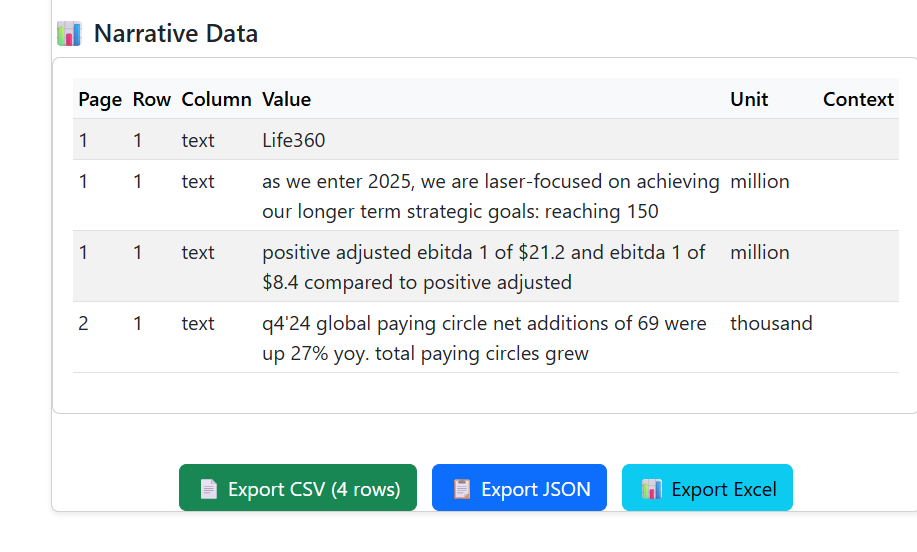 Narrative Data
Page Row Column Value Unit Context
1 1 text Life360
1 1 text as we enter 2025, we are laser-focused on achieving million
our longer term strategic goals: reaching 150
1 1 text positive adjusted ebitda 1 of $21.2 and ebitda 1 of million
$8.4 compared to positive adjusted
2 1 text q4'24 global paying circle net additions of 69 were thousand
up 27% yoy. total paying circles grew
Export CSV (4 rows) Export JSON Export Excel